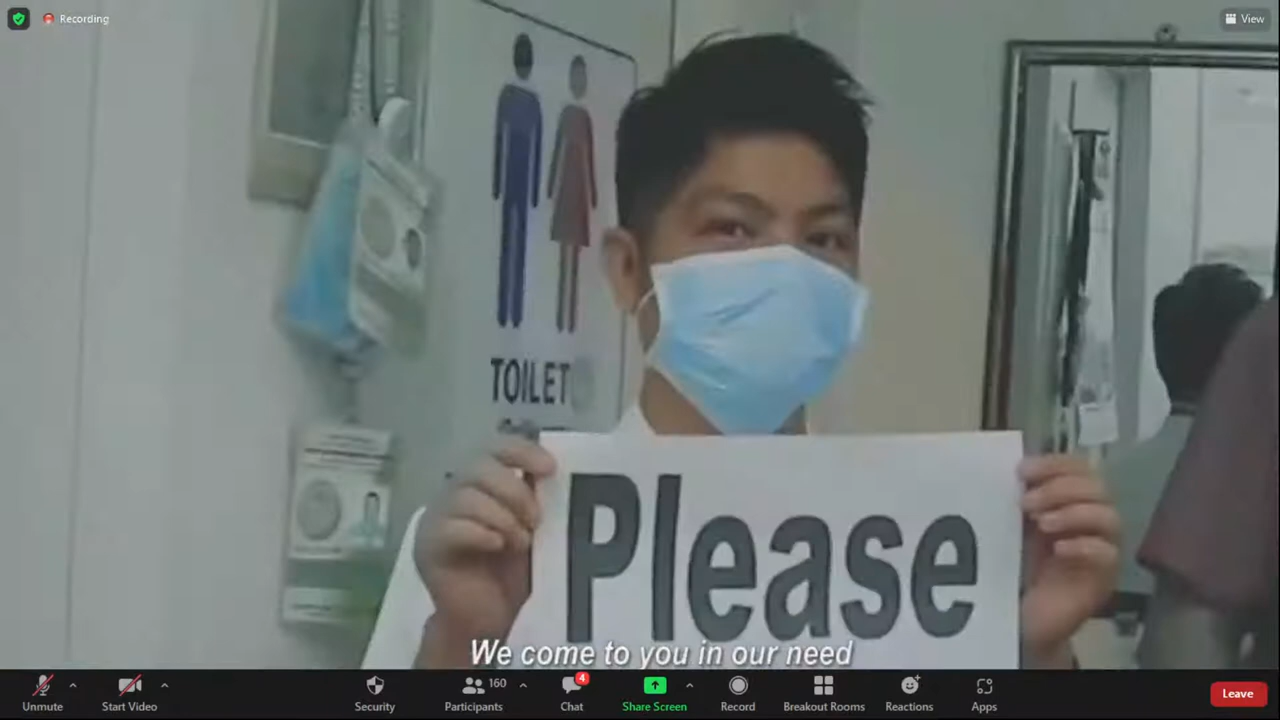 Recording
View
TOILET
Please
We come to you in our need
Unmute
Start Video
Security
160
Participants
4
Chat
Share Screen
Record
Breakout Rooms
Reactions
Apps
Leave